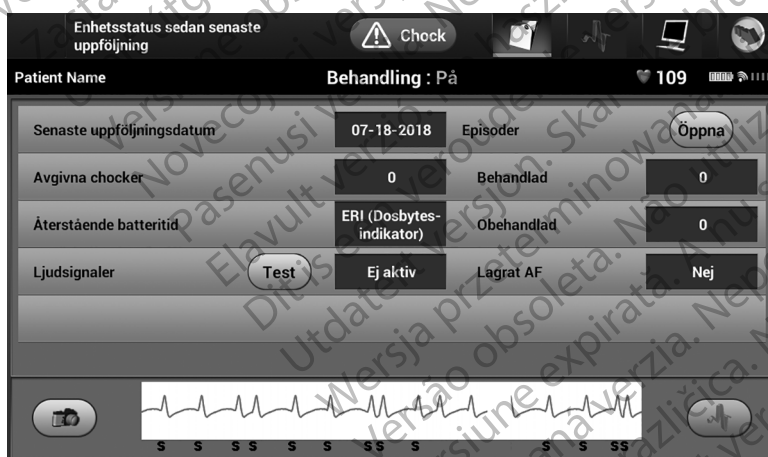 Enhetsstatus sedan senaste
uppföljning
Chock
Patient Name
Behandling : På
109
Senaste uppföljningsdatum
07-18-2018
Episoder
Öppna
Avgivna chocker
0
Behandlad
0
Återstående batteritid
ERI (Dosbytes-
indikator)
Obehandlad
0
Ljudsignaler
Test
Ej aktiv
Lagrat AF
Nej
S S S S S S S S S S S S S